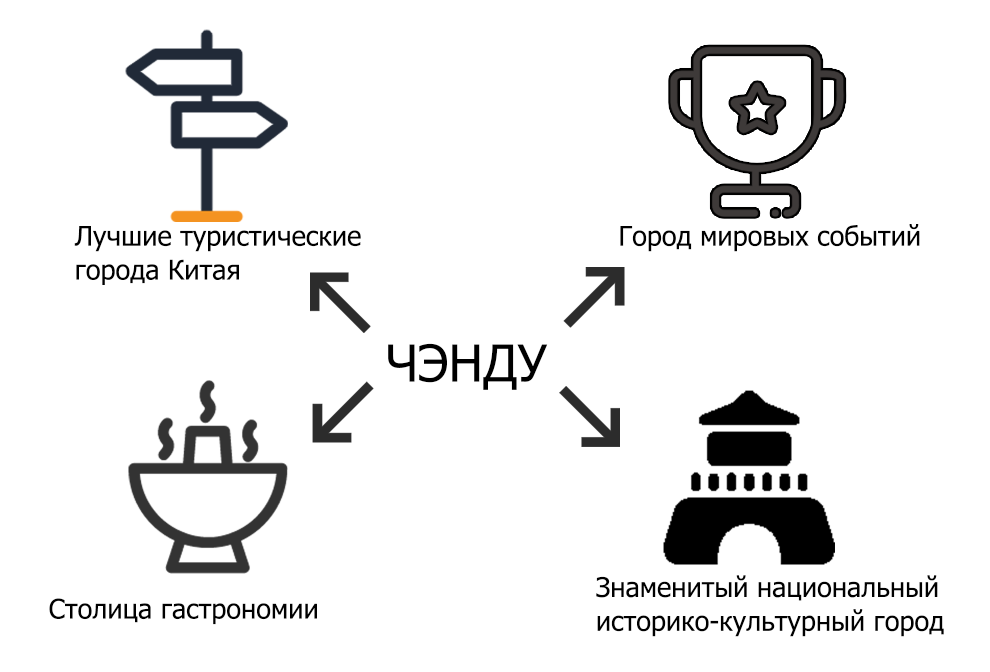 Лучшие туристические
города Китая
Город мировых событий
ЧЭНДУ
Столица гастрономии
Знаменитый национальный
историко-культурный город